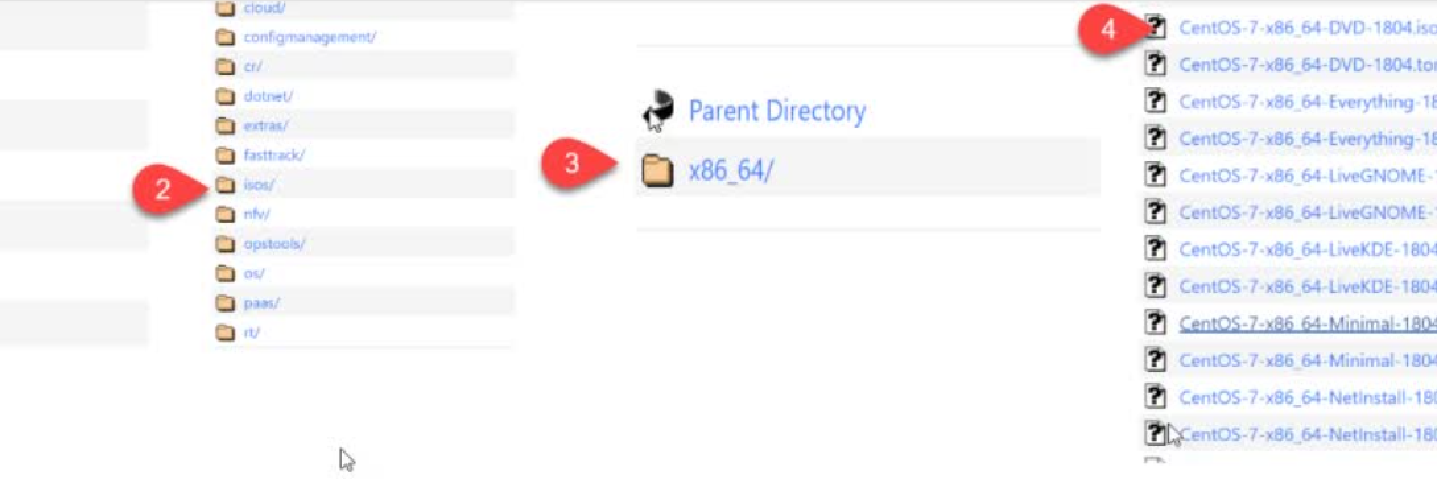 cloud/
configmanagement/
cr/
dotnet/
extras/
fasttrack/
2
isos/
nfv/
opstools/
os/
paas/
rt/
Parent Directory
3
x86_64/
4
CentOS-7-x86_64-DVD-1804.iso
CentOS-7-x86_64-DVD-1804.tor
CentOS-7-x86_64-Everything-18
CentOS-7-x86_64-Everything-18
CentOS-7-x86_64-LiveGNOME-1
CentOS-7-x86_64-LiveGNOME-1
CentOS-7-x86_64-LiveKDE-1804
CentOS-7-x86_64-LiveKDE-1804
CentOS-7-x86_64-Minimal-1804
CentOS-7-x86_64-Minimal-1804
CentOS-7-x86_64-NetInstall-180
CentOS-7-x86_64-NetInstall-180